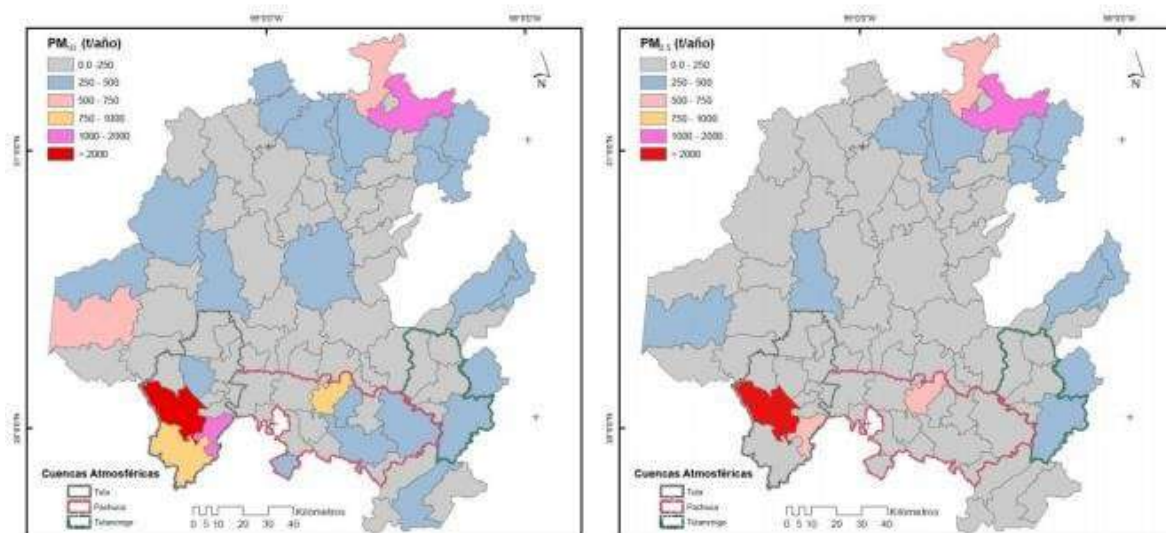 PM10 (t/año)
0.0 -250
250 - 500
500 - 750
750 - 1000
1000 - 2000
> 2000
N
Cuencas Atmosféricas
Tula
Pachuca
Tulancingo
Kilómetros
0 5 10 20 30 40
PM2.5 (t/año)
0.0 -250
250 - 500
500 - 750
1000 - 2000
> 2000
N
Cuencas Atmosféricas
Tula
Pachuca
Tulancingo
Kilómetros
0 5 10 20 30 40